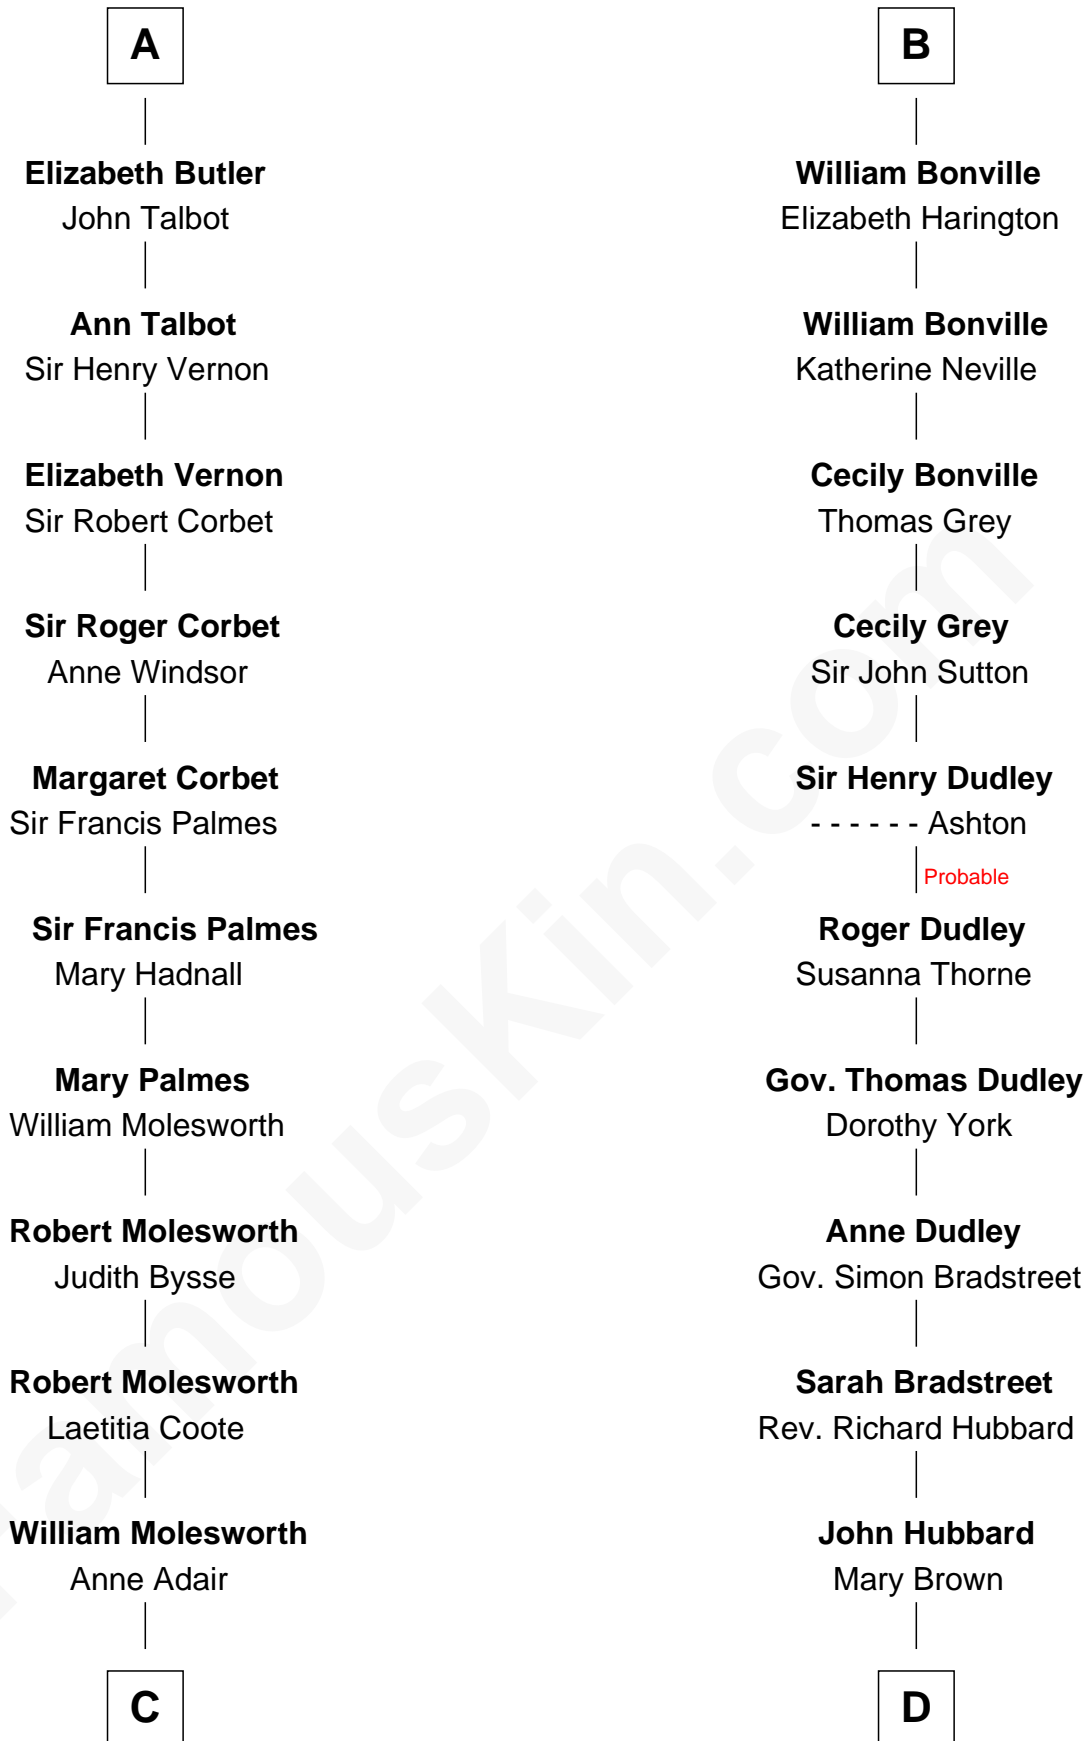 A
Elizabeth Butler
John Talbot
Ann Talbot
Sir Henry Vernon
Elizabeth Vernon
Sir Robert Corbet
Sir Roger Corbet
Anne Windsor
Margaret Corbet
Sir Francis Palmes
Sir Francis Palmes
Mary Hadnall
Mary Palmes
William Molesworth
Robert Molesworth
Judith Bysse
Robert Molesworth
Laetitia Coote
William Molesworth
Anne Adair
C
B
William Bonville
Elizabeth Harington
William Bonville
Katherine Neville
Cecily Bonville
Thomas Grey
Cecily Grey
Sir John Sutton
Sir Henry Dudley
- - - - - - Ashton
Probable
Roger Dudley
Susanna Thorne
Gov. Thomas Dudley
Dorothy York
Anne Dudley
Gov. Simon Bradstreet
Sarah Bradstreet
Rev. Richard Hubbard
John Hubbard
Mary Brown
D
FamousKin.com